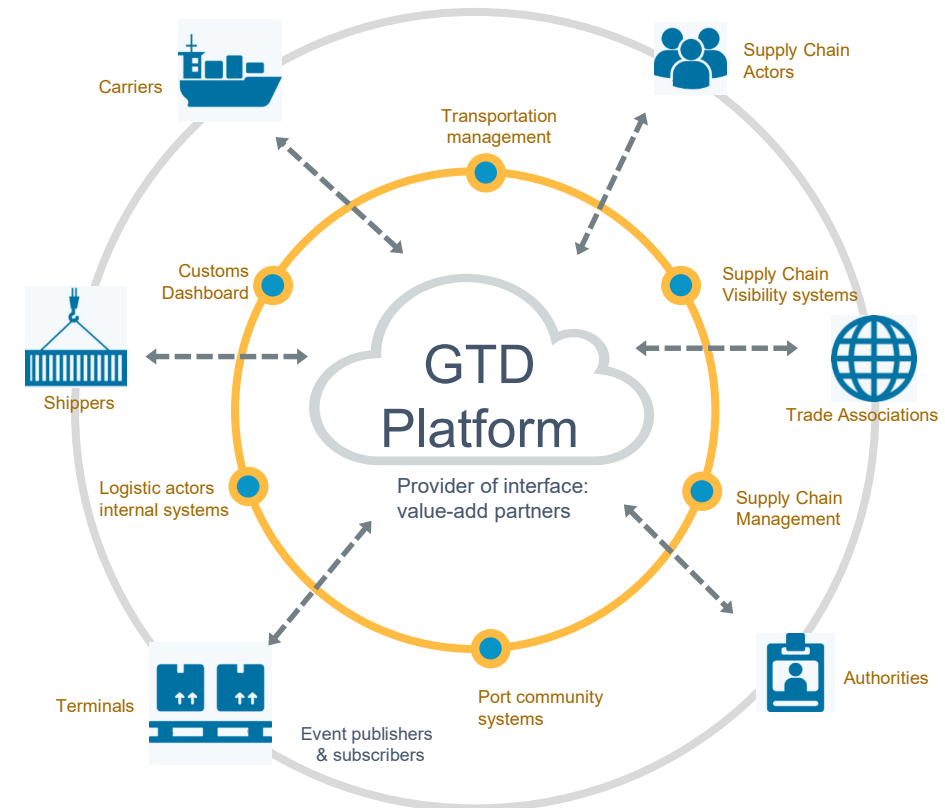 Supply Chain
Actors
Carriers
Transportation
management
Customs
Dashboard
Supply Chain
Visibility systems
GTD
Platform
Shippers
Trade Associations
Provider of interface:
value-add partners
Logistic actors
internal systems
Supply Chain
Management
Authorities
Terminals
Port community
systems
Event publishers
& subscribers